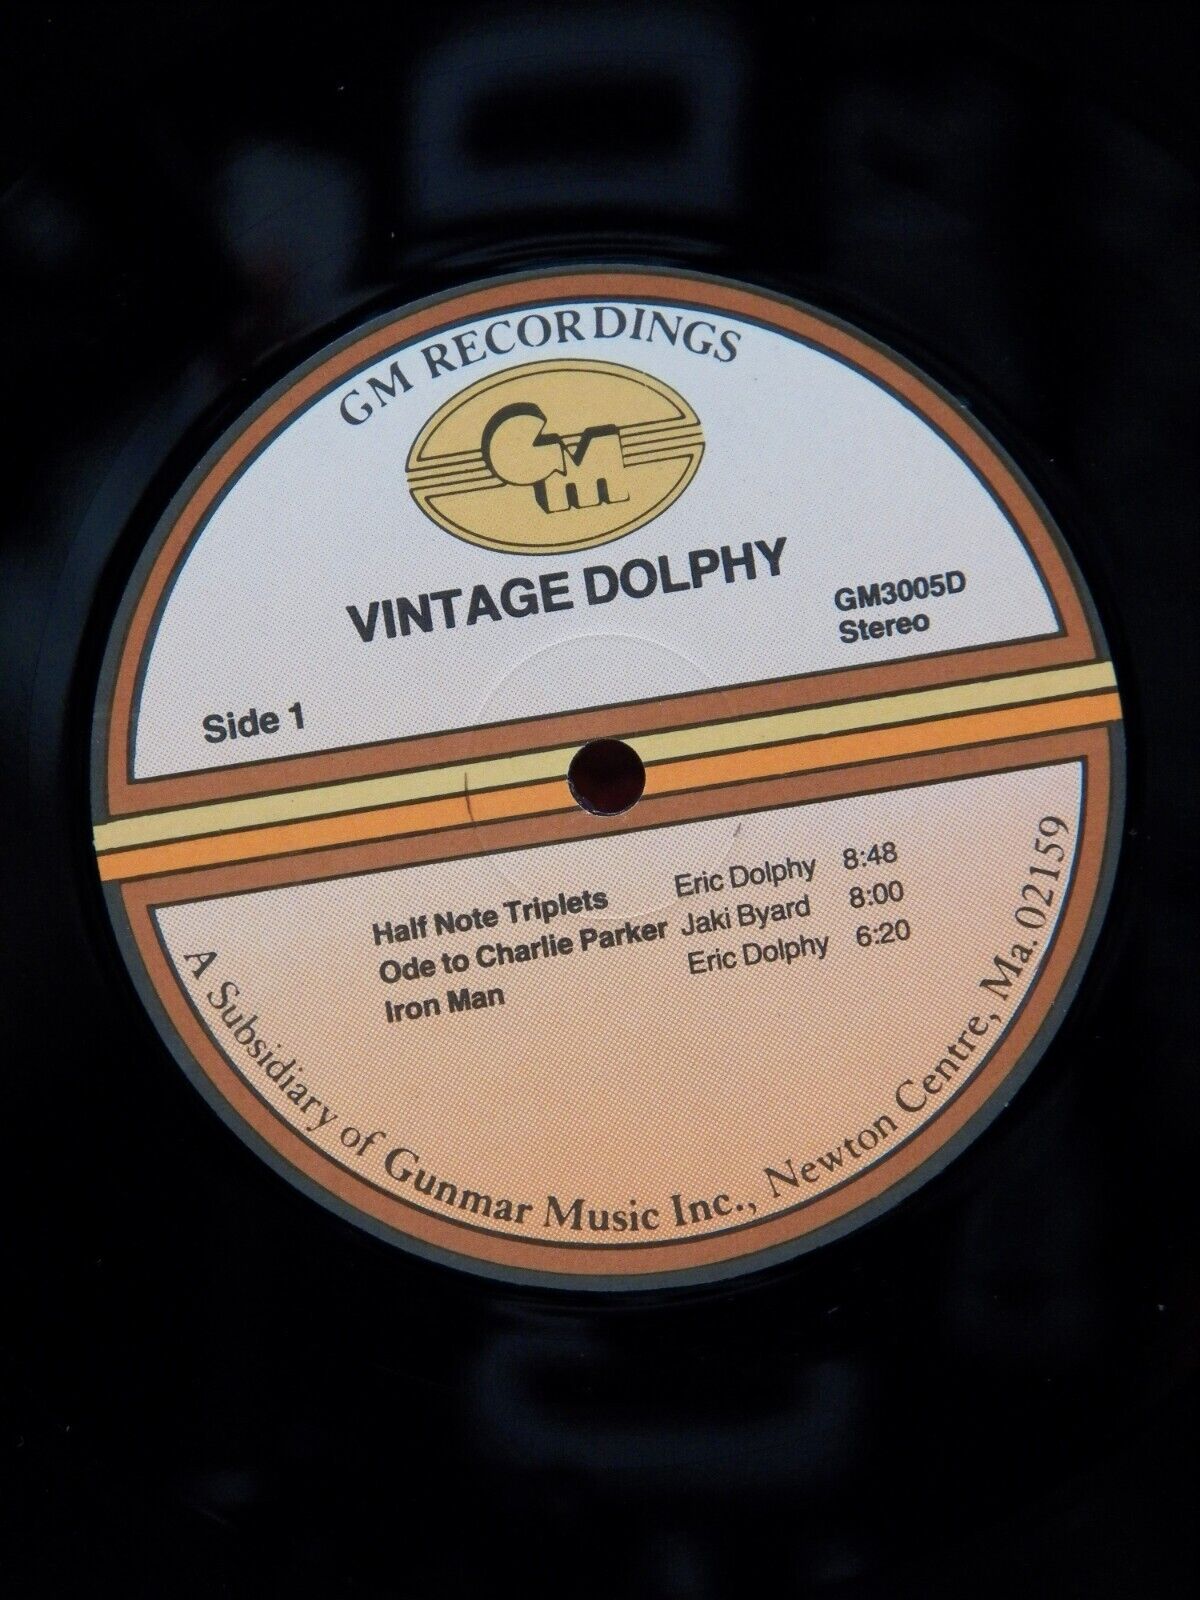 GM RECORDINGS
GM
VINTAGE DOLPHY
GM3005D
Stereo
Side 1
Half Note Triplets Eric Dolphy 8:48
Ode to Charlie Parker Jaki Byard 8:00
Iron Man Eric Dolphy 6:20
A Subsidiary of Gunmar Music Inc., Newton Centre, Ma. 02159